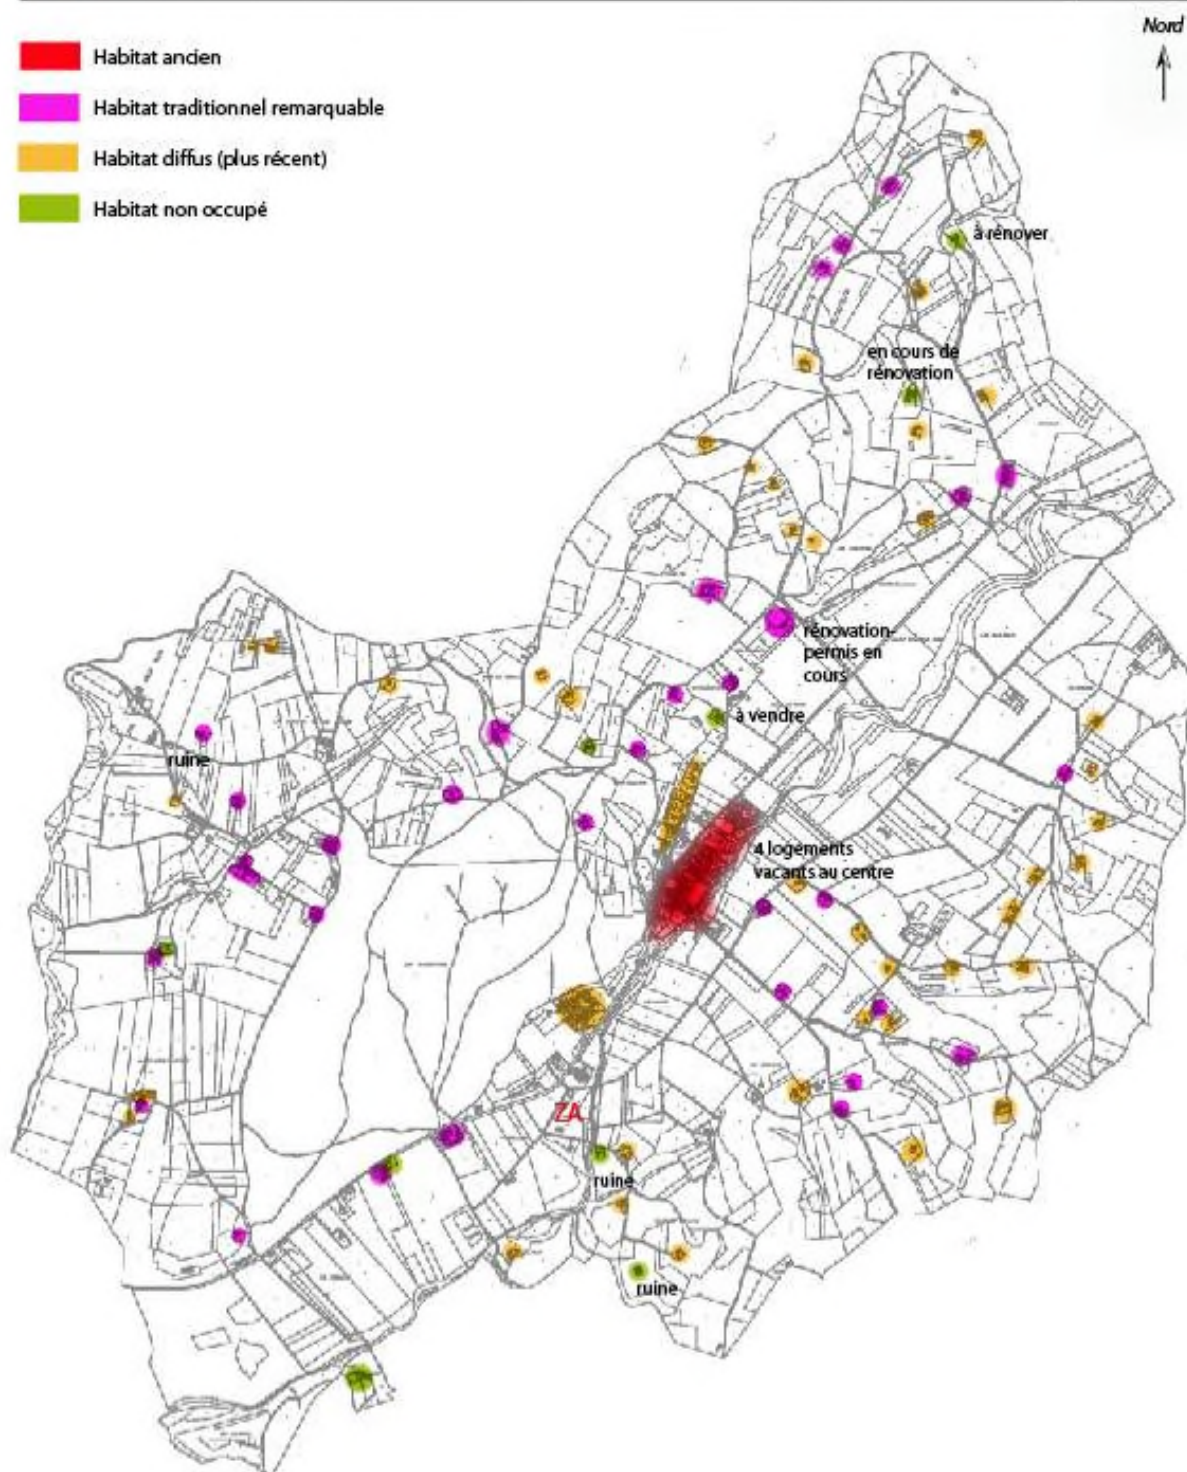 Nord
Habitat ancien
Habitat traditionnel remarquable
Habitat diffus (plus récent)
Habitat non occupé
à rénover
en cours de
rénovation
rénovation-
permis en
cours
à vendre
ruine
4 logements
vacants au centre
ZA
ruine
ruine